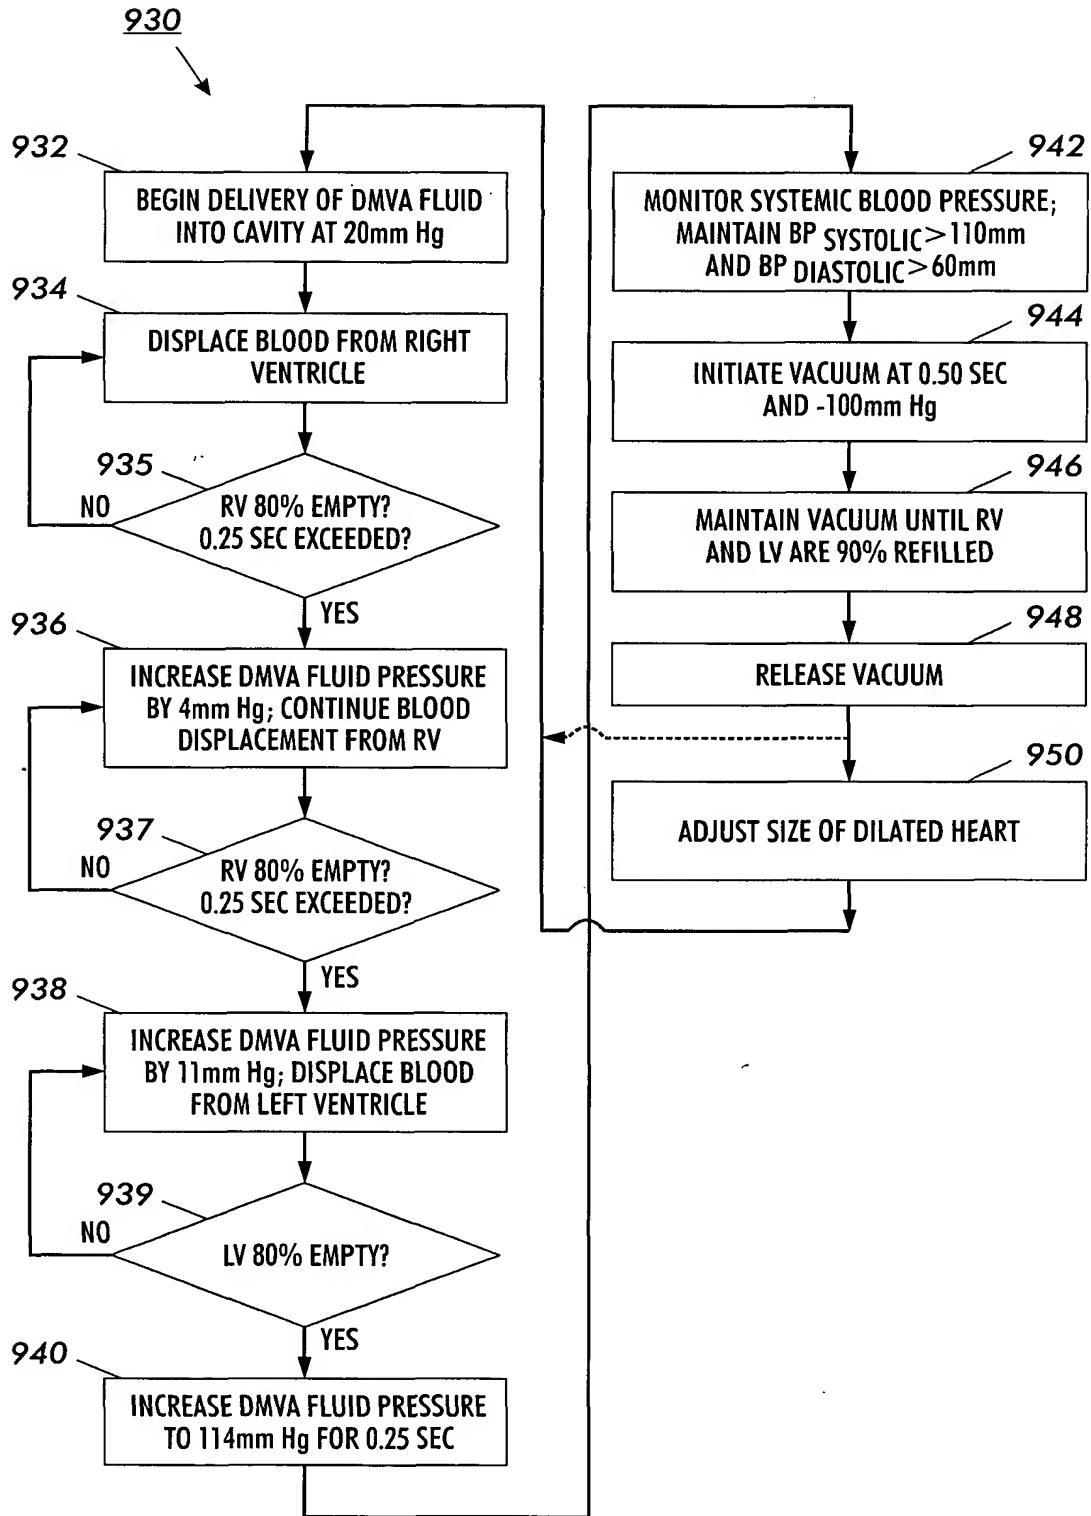 930
932
BEGIN DELIVERY OF DMVA FLUID
INTO CAVITY AT 20mm Hg
934
DISPLACE BLOOD FROM RIGHT
VENTRICLE
935
RV 80% EMPTY?
0.25 SEC EXCEEDED?
NO
YES
936
INCREASE DMVA FLUID PRESSURE
BY 4mm Hg; CONTINUE BLOOD
DISPLACEMENT FROM RV
937
RV 80% EMPTY?
0.25 SEC EXCEEDED?
NO
YES
938
INCREASE DMVA FLUID PRESSURE
BY 11mm Hg; DISPLACE BLOOD
FROM LEFT VENTRICLE
939
LV 80% EMPTY?
NO
YES
940
INCREASE DMVA FLUID PRESSURE
TO 114mm Hg FOR 0.25 SEC
942
MONITOR SYSTEMIC BLOOD PRESSURE;
MAINTAIN BP SYSTOLIC>110mm
AND BP DIASTOLIC>60mm
944
INITIATE VACUUM AT 0.50 SEC
AND -100mm Hg
946
MAINTAIN VACUUM UNTIL RV
AND LV ARE 90% REFILLED
948
RELEASE VACUUM
950
ADJUST SIZE OF DILATED HEART